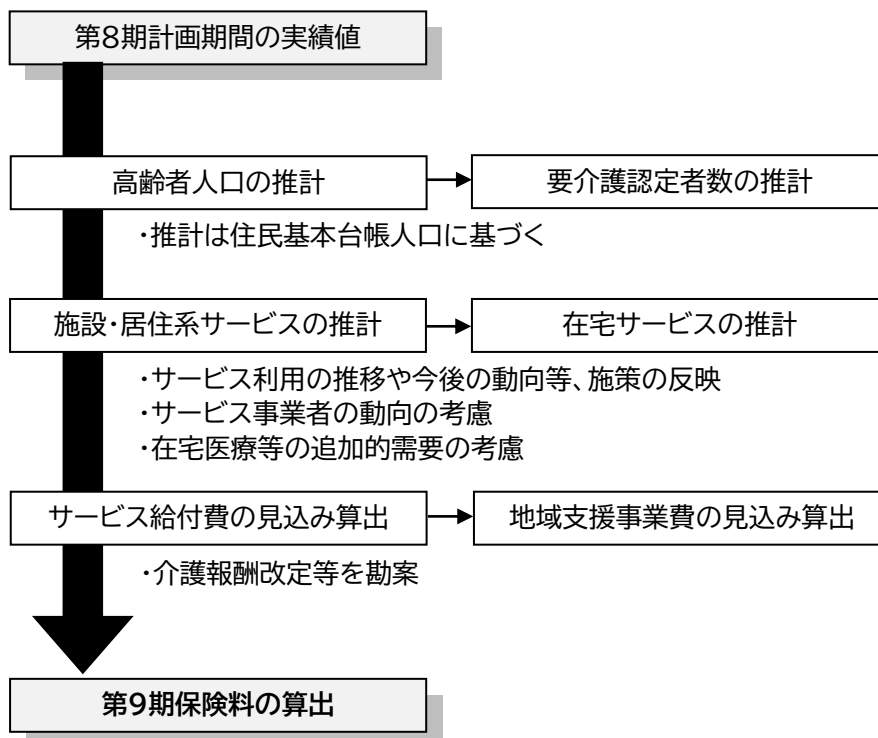 第8期計画期間の実績値
高齢者人口の推計
要介護認定者数の推計
・推計は住民基本台帳人口に基づく
施設・居住系サービスの推計
在宅サービスの推計
・サービス利用の推移や今後の動向等、施策の反映
・サービス事業者の動向の考慮
・在宅医療等の追加的需要の考慮
サービス給付費の見込み算出
地域支援事業費の見込み算出
・介護報酬改定等を勘案
第9期保険料の算出